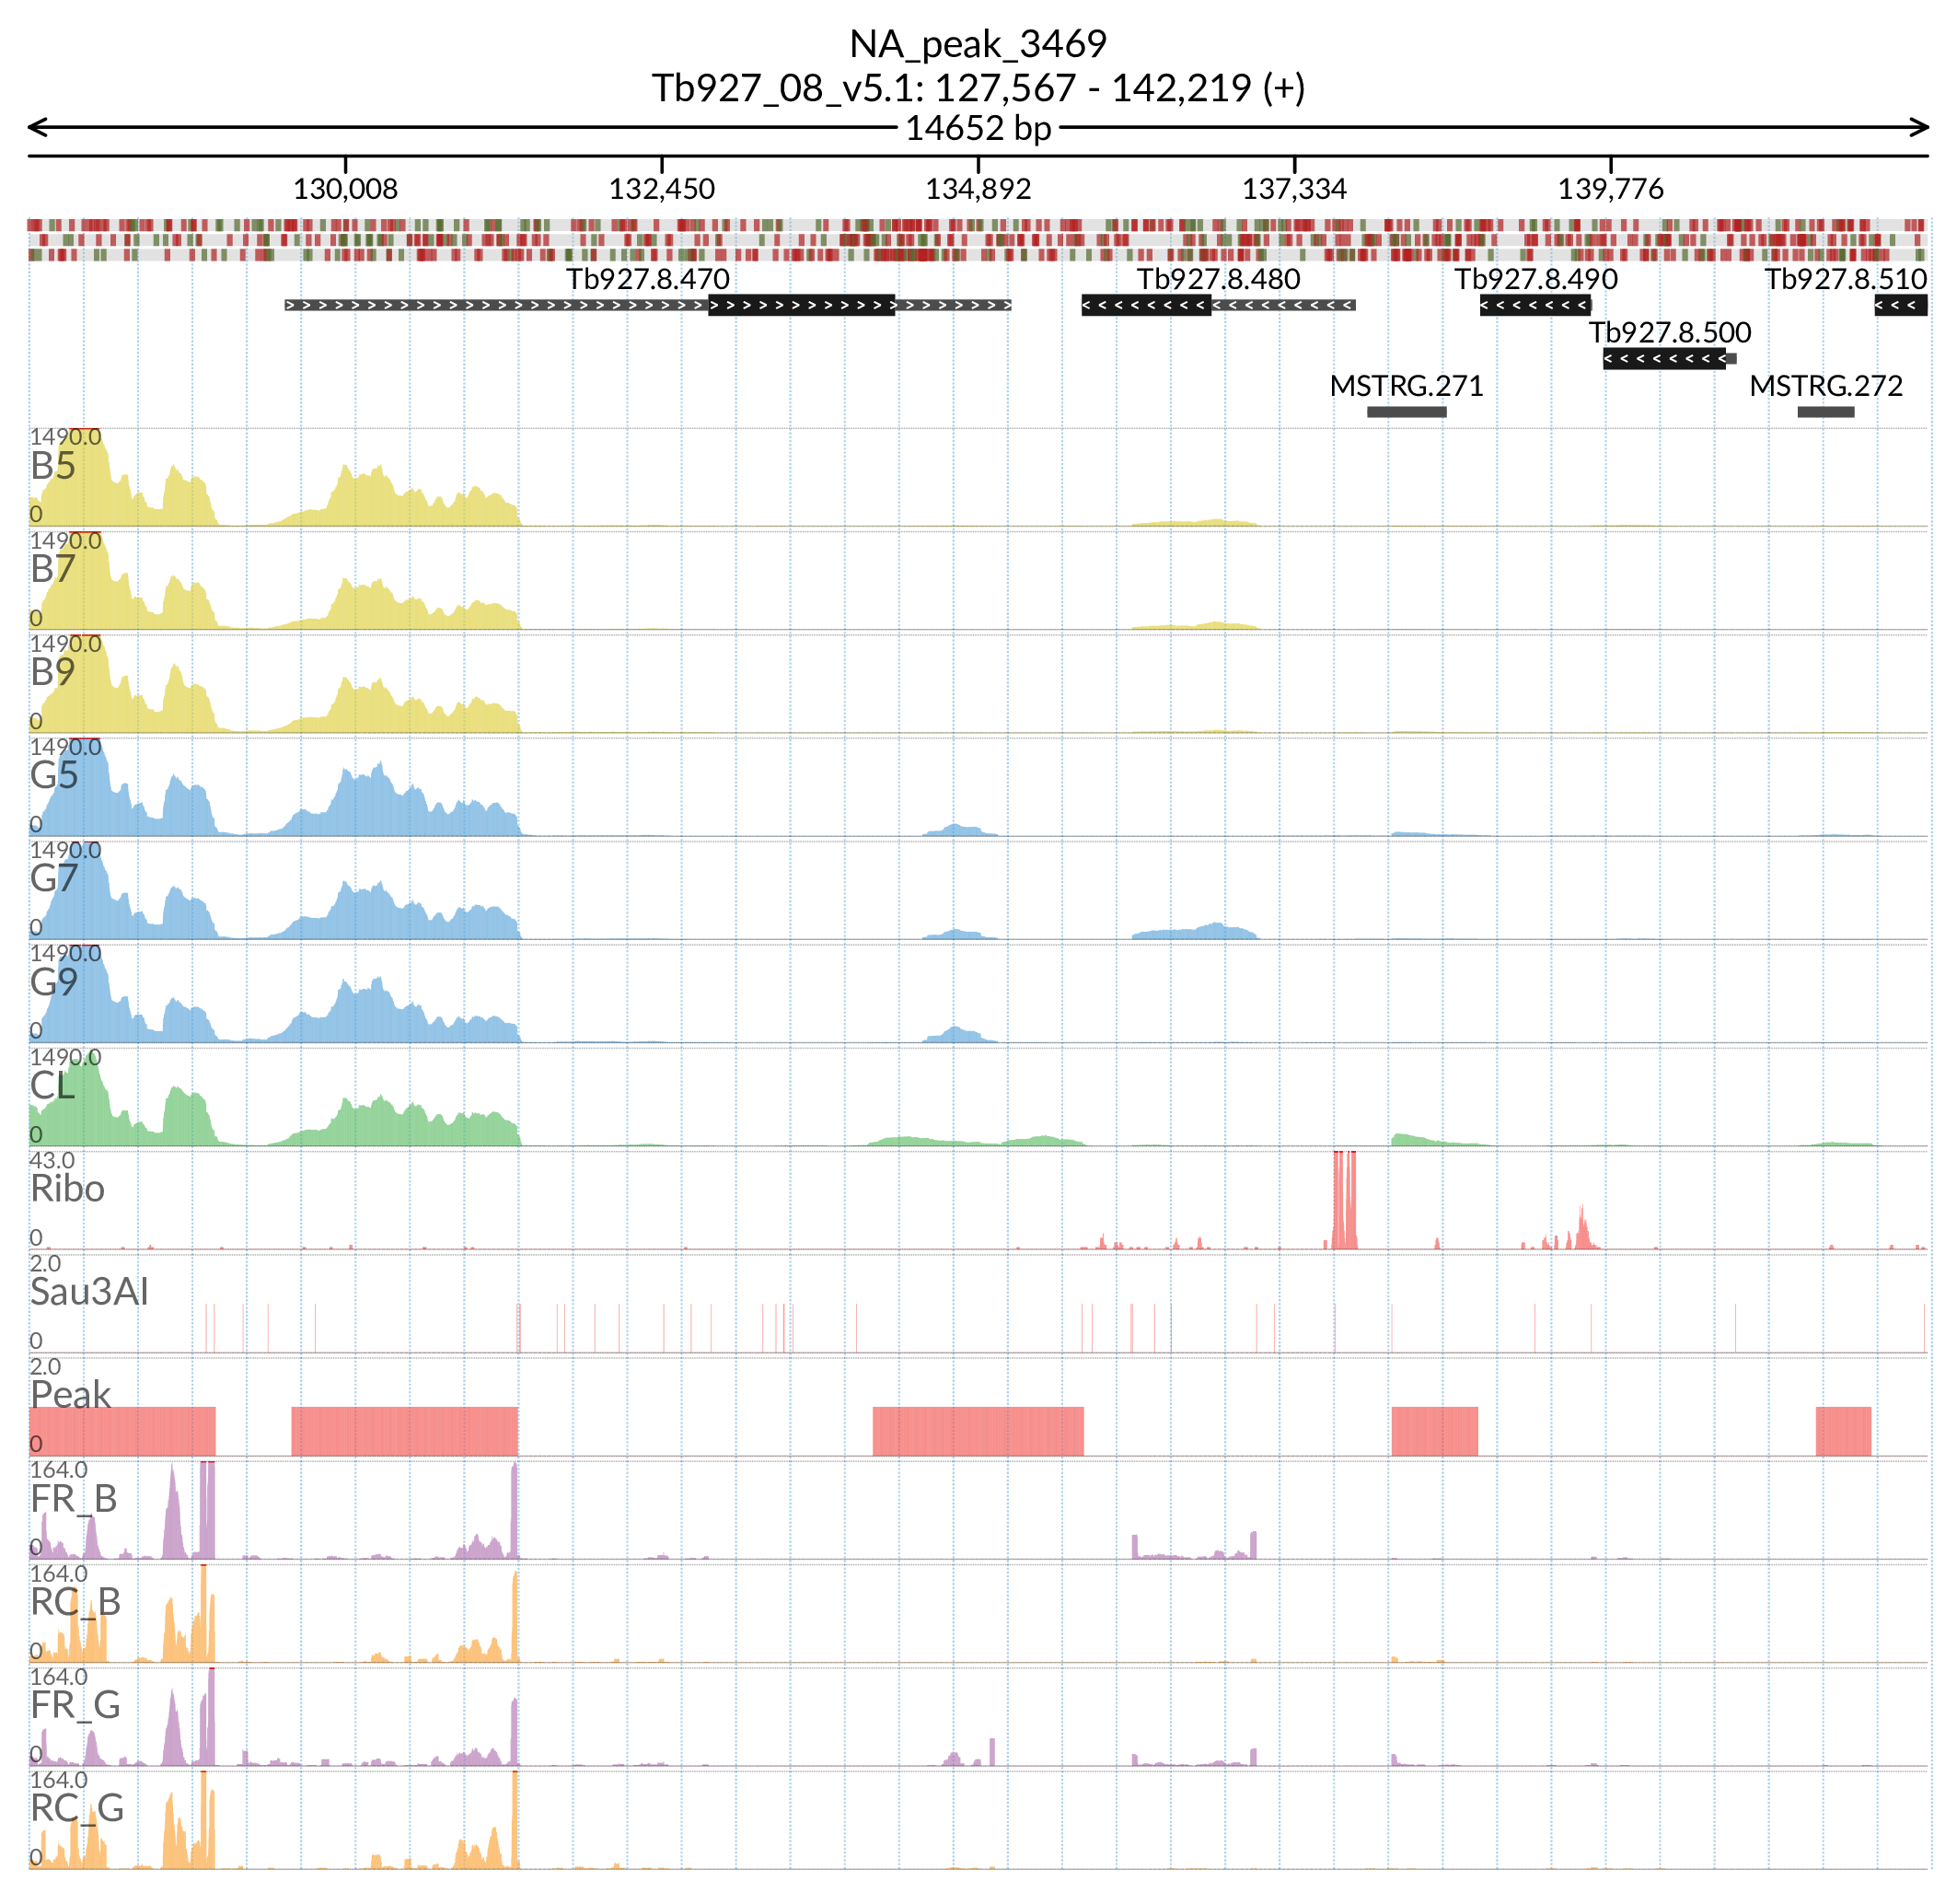 NA_peak_3469
Tb927_08_v5.1: 127,567 - 142,219 (+)
14652 bp
130,008 132,450 134,892 137,334 139,776
Tb927.8.470 Tb927.8.480 Tb927.8.490 Tb927.8.510
Tb927.8.500
MSTRG.271 MSTRG.272
1490.0
B5
0
1490.0
B7
0
1490.0
B9
0
1490.0
G5
0
1490.0
G7
0
1490.0
G9
0
1490.0
CL
0
43.0
Ribo
0
2.0
Sau3AI
0
2.0
Peak
0
164.0
FR_B
0
164.0
RC_B
0
164.0
FR_G
0
164.0
RC_G
0